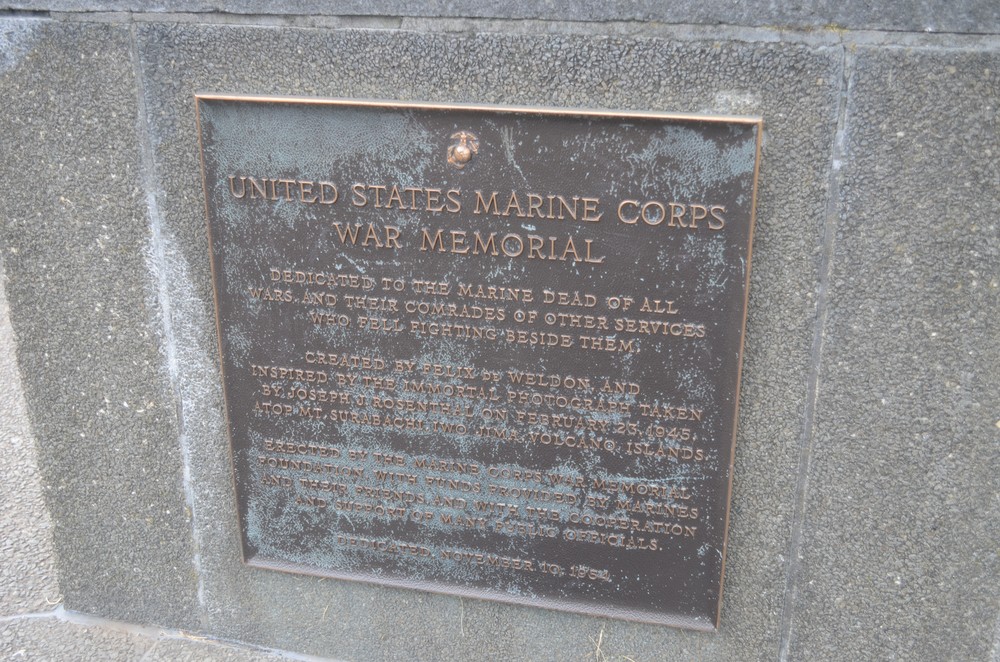 UNITED STATES MARINE CORPS
WAR MEMORIAL
DEDICATED TO THE MARINE DEAD OF ALL
WARS, AND THEIR COMRADES OF OTHER SERVICES
WHO FELL FIGHTING BESIDE THEM.
CREATED BY FELIX DE WELDON, AND
INSPIRED BY THE IMMORTAL PHOTOGRAPH TAKEN
BY JOSEPH J. ROSENTHAL ON FEBRUARY 23, 1945,
ATOP MT. SURABACHI, IWO JIMA, VOLCANO ISLANDS.
ERECTED BY THE MARINE CORPS WAR MEMORIAL
FOUNDATION WITH FUNDS PROVIDED BY MARINES
AND THEIR FRIENDS, AND WITH THE COOPERATION
AND SUPPORT OF MANY PUBLIC OFFICIALS.
DEDICATED, NOVEMBER 10, 1954